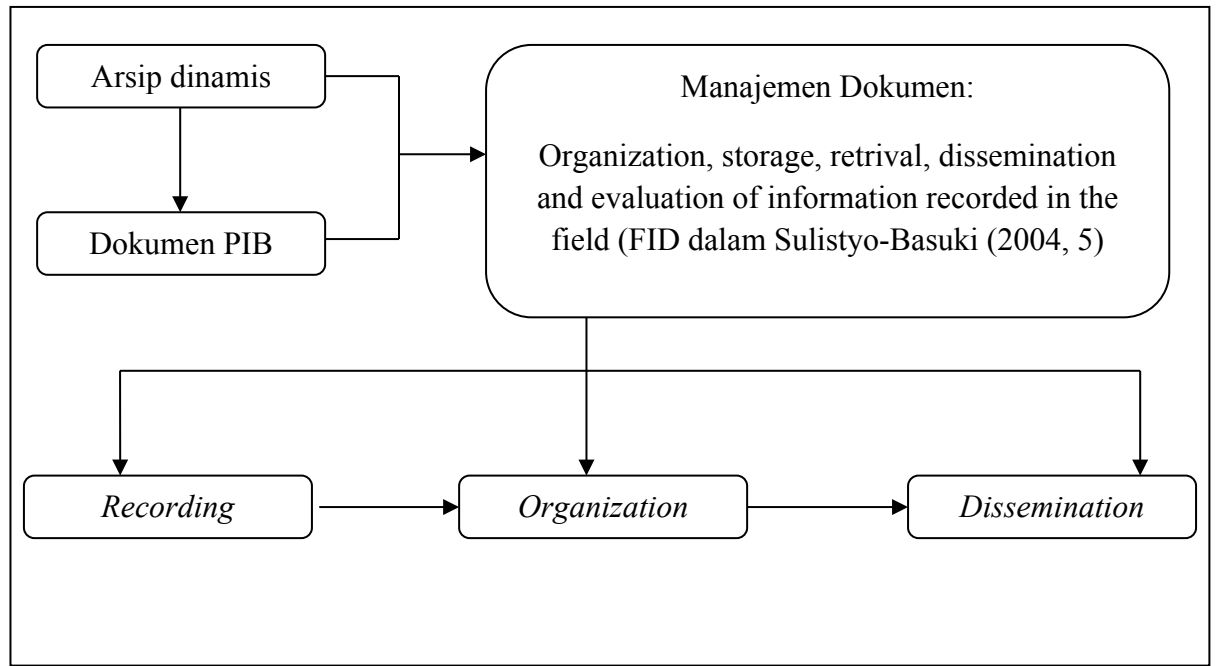 Arsip dinamis
Dokumen PIB
Manajemen Dokumen:
Organization, storage, retrival, dissemination
and evaluation of information recorded in the
field (FID dalam Sulistyo-Basuki (2004, 5)
Recording
Organization
Dissemination